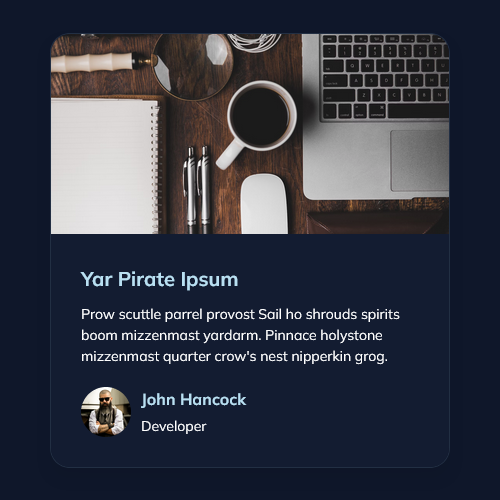 Yar Pirate Ipsum
Prow scuttle parrel provost Sail ho shrouds spirits
boom mizzenmast yardarm. Pinnace holystone
mizzenmast quarter crow's nest nipperkin grog.
John Hancock
Developer